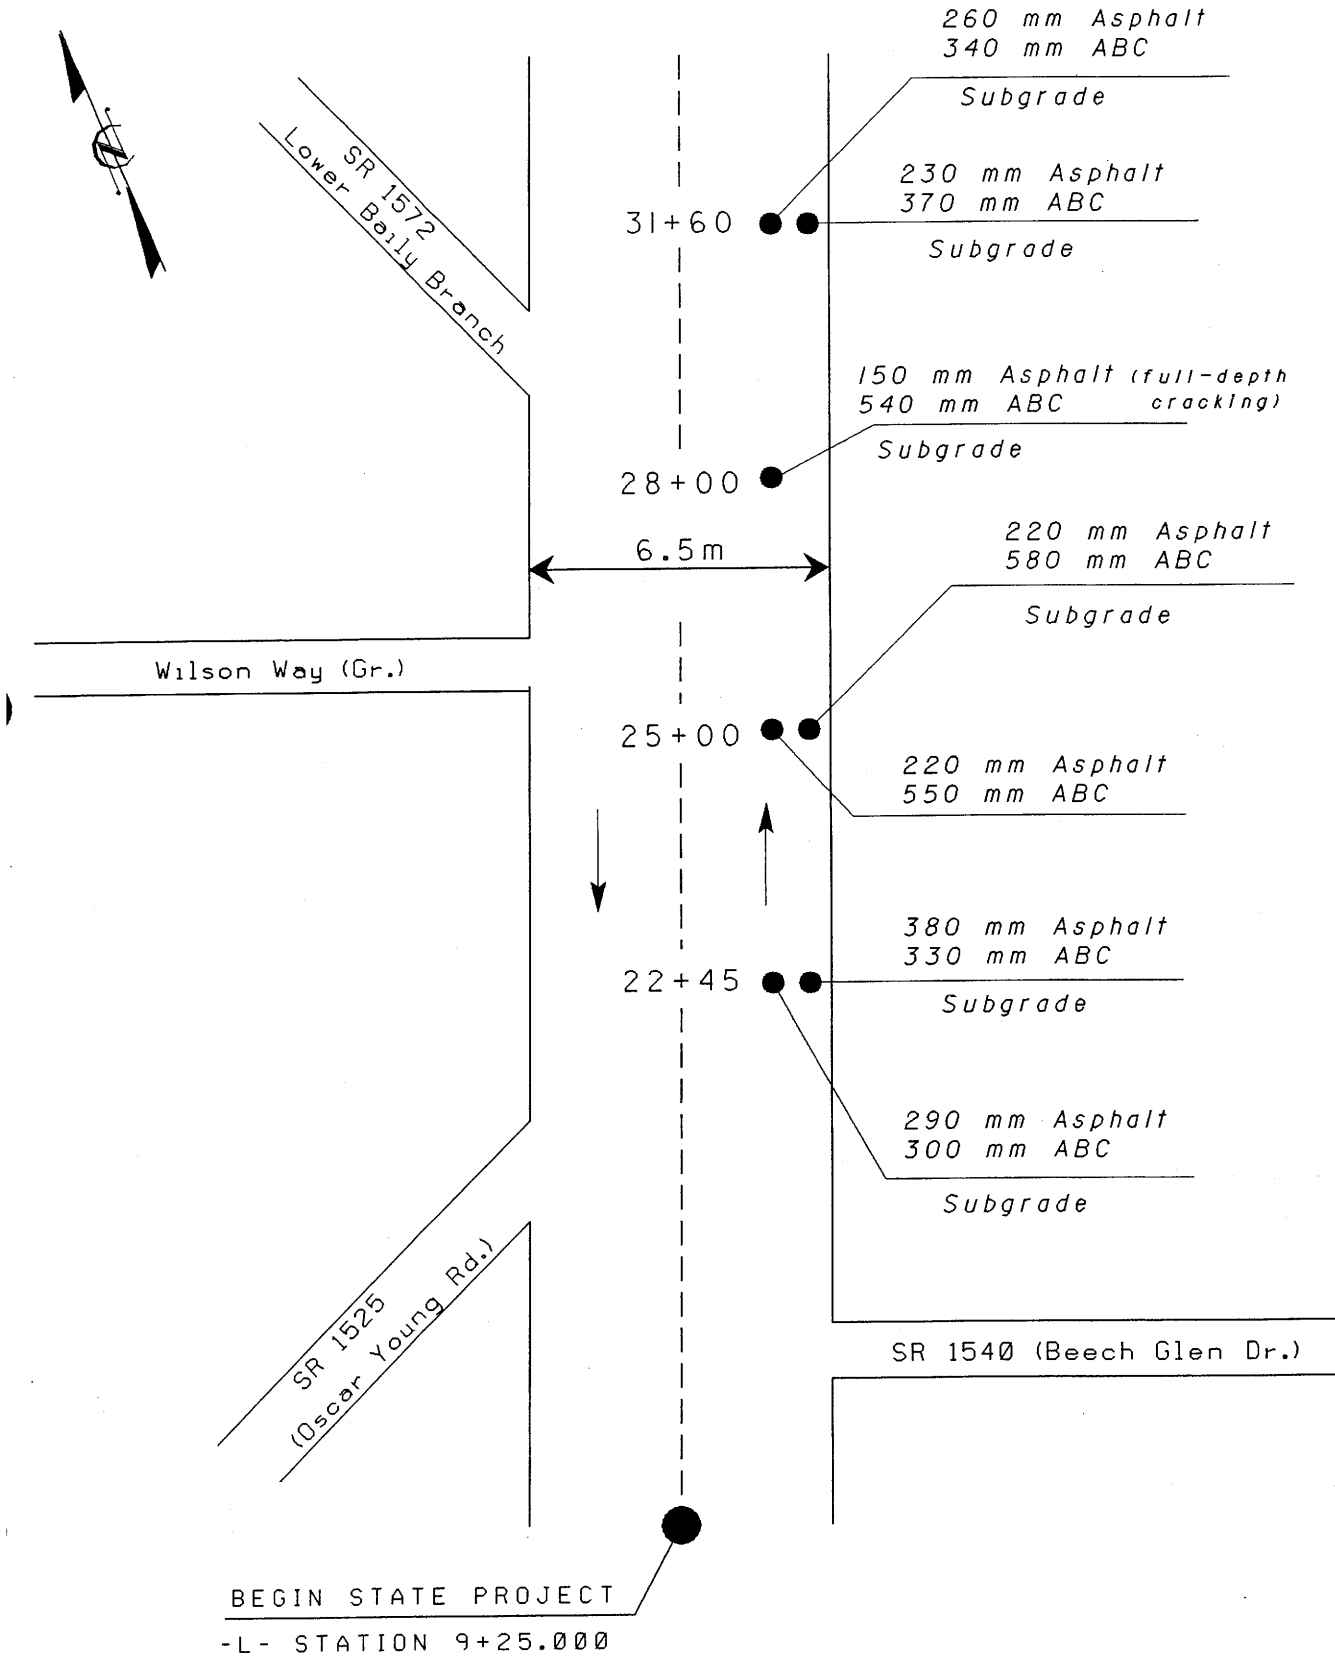 260 mm Asphalt
340 mm ABC
Subgrade
SR 1572
Lower Baily Branch
230 mm Asphalt
370 mm ABC
31+60
Subgrade
150 mm Asphalt (full-depth
540 mm ABC cracking)
Subgrade
28+00
220 mm Asphalt
580 mm ABC
6.5m
Subgrade
Wilson Way (Gr.)
25+00
220 mm Asphalt
550 mm ABC
380 mm Asphalt
330 mm ABC
22+45
Subgrade
290 mm Asphalt
300 mm ABC
Subgrade
SR 1525
(Oscar Young Rd.)
SR 1540 (Beech Glen Dr.)
BEGIN STATE PROJECT
-L- STATION 9+25.000